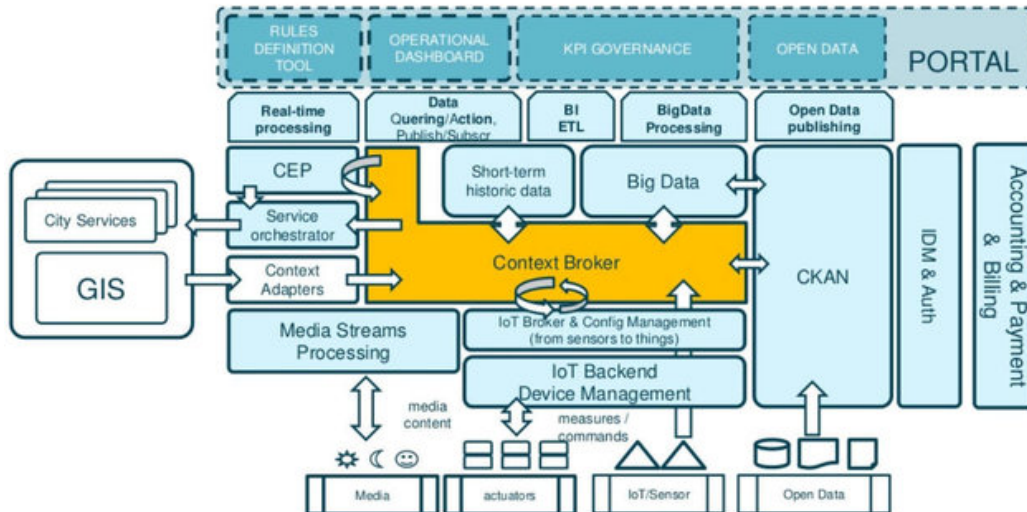 RULES
DEFINITION
TOOL
OPERATIONAL
DASHBOARD
KPI GOVERNANCE
OPEN DATA
PORTAL
Real-time
processing
Data
Quering/Action,
Publish/Subscr
BI
ETL
BigData
Processing
Open Data
publishing
CEP
Short-term
historic data
Big Data
City Services
Service
orchestrator
Context Broker
CKAN
IDM & Auth
Accounting & Payment
& Billing
GIS
Context
Adapters
Media Streams
Processing
IoT Broker & Config Management
(from sensors to things)
IoT Backend
Device Management
media
content
measures /
commands
Media
actuators
IoT/Sensor
Open Data